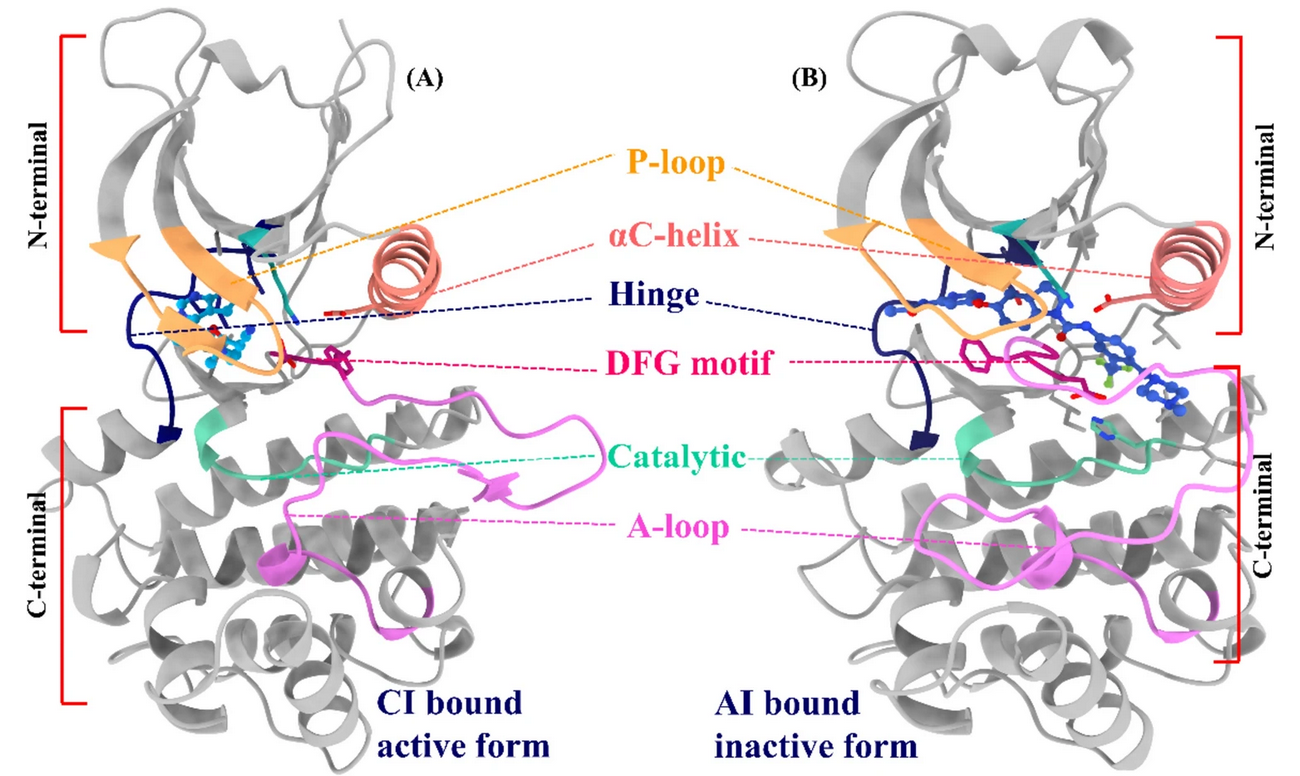 (A)
(B)
N-terminal
N-terminal
P-loop
αC-helix
Hinge
DFG motif
Catalytic
A-loop
C-terminal
C-terminal
CI bound
active form
AI bound
inactive form